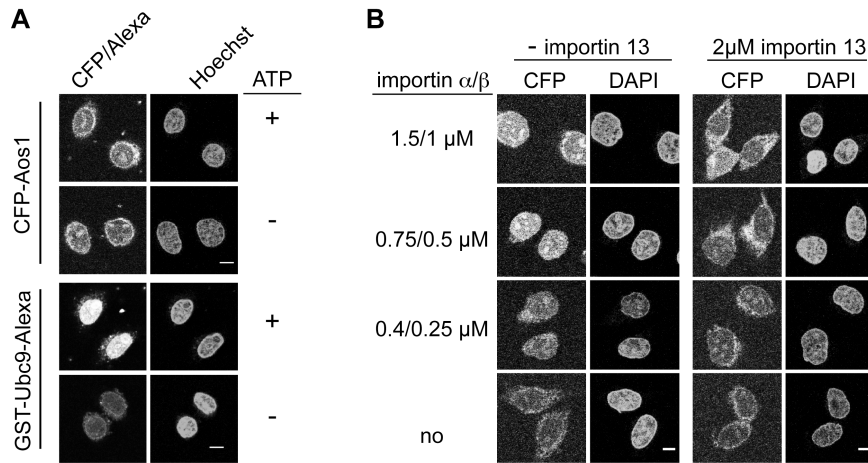 A
CFP/Alexa
Hoechst
ATP
CFP-Aos1
+
-
GST-Ubc9-Alexa
+
-
B
- importin 13
2µM importin 13
importin α/β
CFP
DAPI
CFP
DAPI
1.5/1 µM
0.75/0.5 µM
0.4/0.25 µM
no